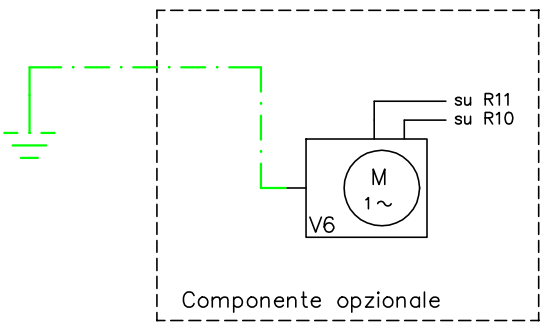 su R11
su R10
M
1~
V6
Componente opzionale